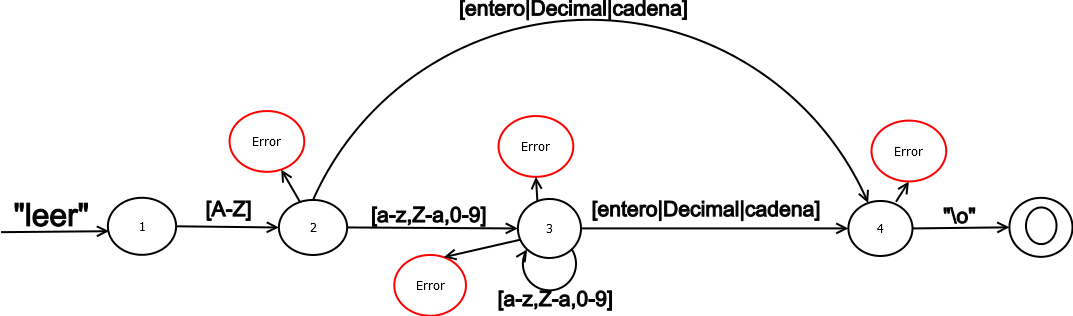 [entero|Decimal|cadena]
Error
Error
Error
"leer"
1
[A-Z]
2
[a-z,Z-a,0-9]
3
[entero|Decimal|cadena]
4
"\o"
Error
[a-z,Z-a,0-9]